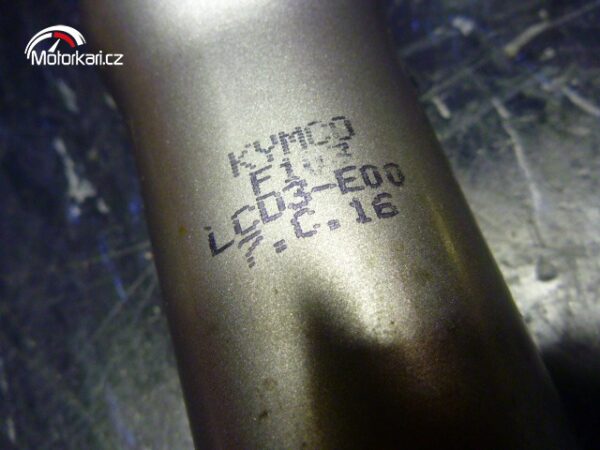 Motorkari.cz
KYMCO
LCD3-E00
7.C.16